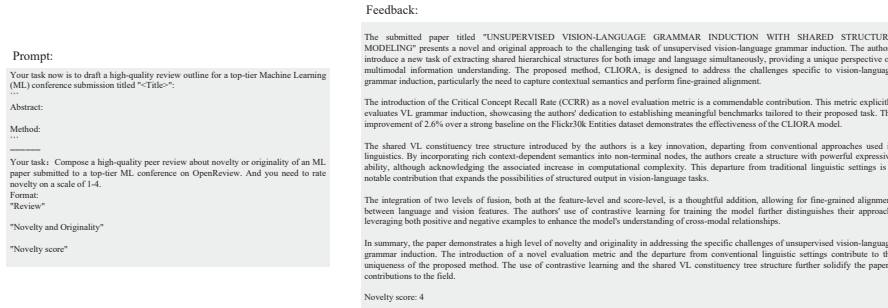 Prompt:
Your task now is to draft a high-quality review outline for a top-tier Machine Learning
(ML) conference submission titled "<Title>":
```
Abstract:
Method:
```
______
Your task: Compose a high-quality peer review about novelty or originality of an ML
paper submitted to a top-tier ML conference on OpenReview. And you need to rate
novelty on a scale of 1-4.
Format:
"Review"
"Novelty and Originality"
"Novelty score"
Feedback:
The submitted paper titled "UNSUPERVISED VISION-LANGUAGE GRAMMAR INDUCTION WITH SHARED STRUCTUR
MODELING" presents a novel and original approach to the challenging task of unsupervised vision-language grammar induction. The autho
introduce a new task of extracting shared hierarchical structures for both image and language simultaneously, providing a unique perspective o
multimodal information understanding. The proposed method, CLIORA, is designed to address the challenges specific to vision-languag
grammar induction, particularly the need to capture contextual semantics and perform fine-grained alignment.
The introduction of the Critical Concept Recall Rate (CCRR) as a novel evaluation metric is a commendable contribution. This metric explicit
evaluates VL grammar induction, showcasing the authors' dedication to establishing meaningful benchmarks tailored to their proposed task. Th
improvement of 2.6% over a strong baseline on the Flickr30k Entities dataset demonstrates the effectiveness of the CLIORA model.
The shared VL constituency tree structure introduced by the authors is a key innovation, departing from conventional approaches used i
linguistics. By incorporating rich context-dependent semantics into non-terminal nodes, the authors create a structure with powerful expressiv
ability, although acknowledging the associated increase in computational complexity. This departure from traditional linguistic settings is
notable contribution that expands the possibilities of structured output in vision-language tasks.
The integration of two levels of fusion, both at the feature-level and score-level, is a thoughtful addition, allowing for fine-grained alignme
between language and vision features. The authors' use of contrastive learning for training the model further distinguishes their approac
leveraging both positive and negative examples to enhance the model's understanding of cross-modal relationships.
In summary, the paper demonstrates a high level of novelty and originality in addressing the specific challenges of unsupervised vision-languag
grammar induction. The introduction of a novel evaluation metric and the departure from conventional linguistic settings contribute to th
uniqueness of the proposed method. The use of contrastive learning and the shared VL constituency tree structure further solidify the paper
contributions to the field.
Novelty score: 4